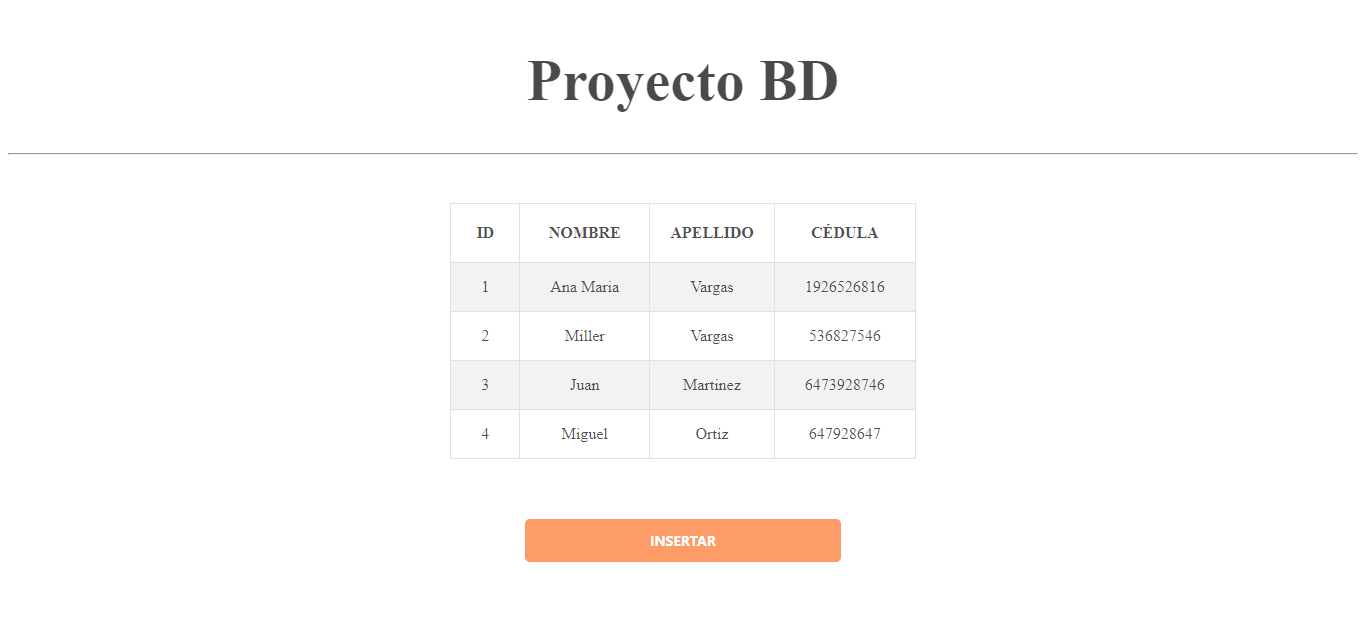 Proyecto BD
ID NOMBRE APELLIDO CÉDULA
1 Ana Maria Vargas 1926526816
2 Miller Vargas 536827546
3 Juan Martinez 6473928746
4 Miguel Ortiz 647928647
INSERTAR